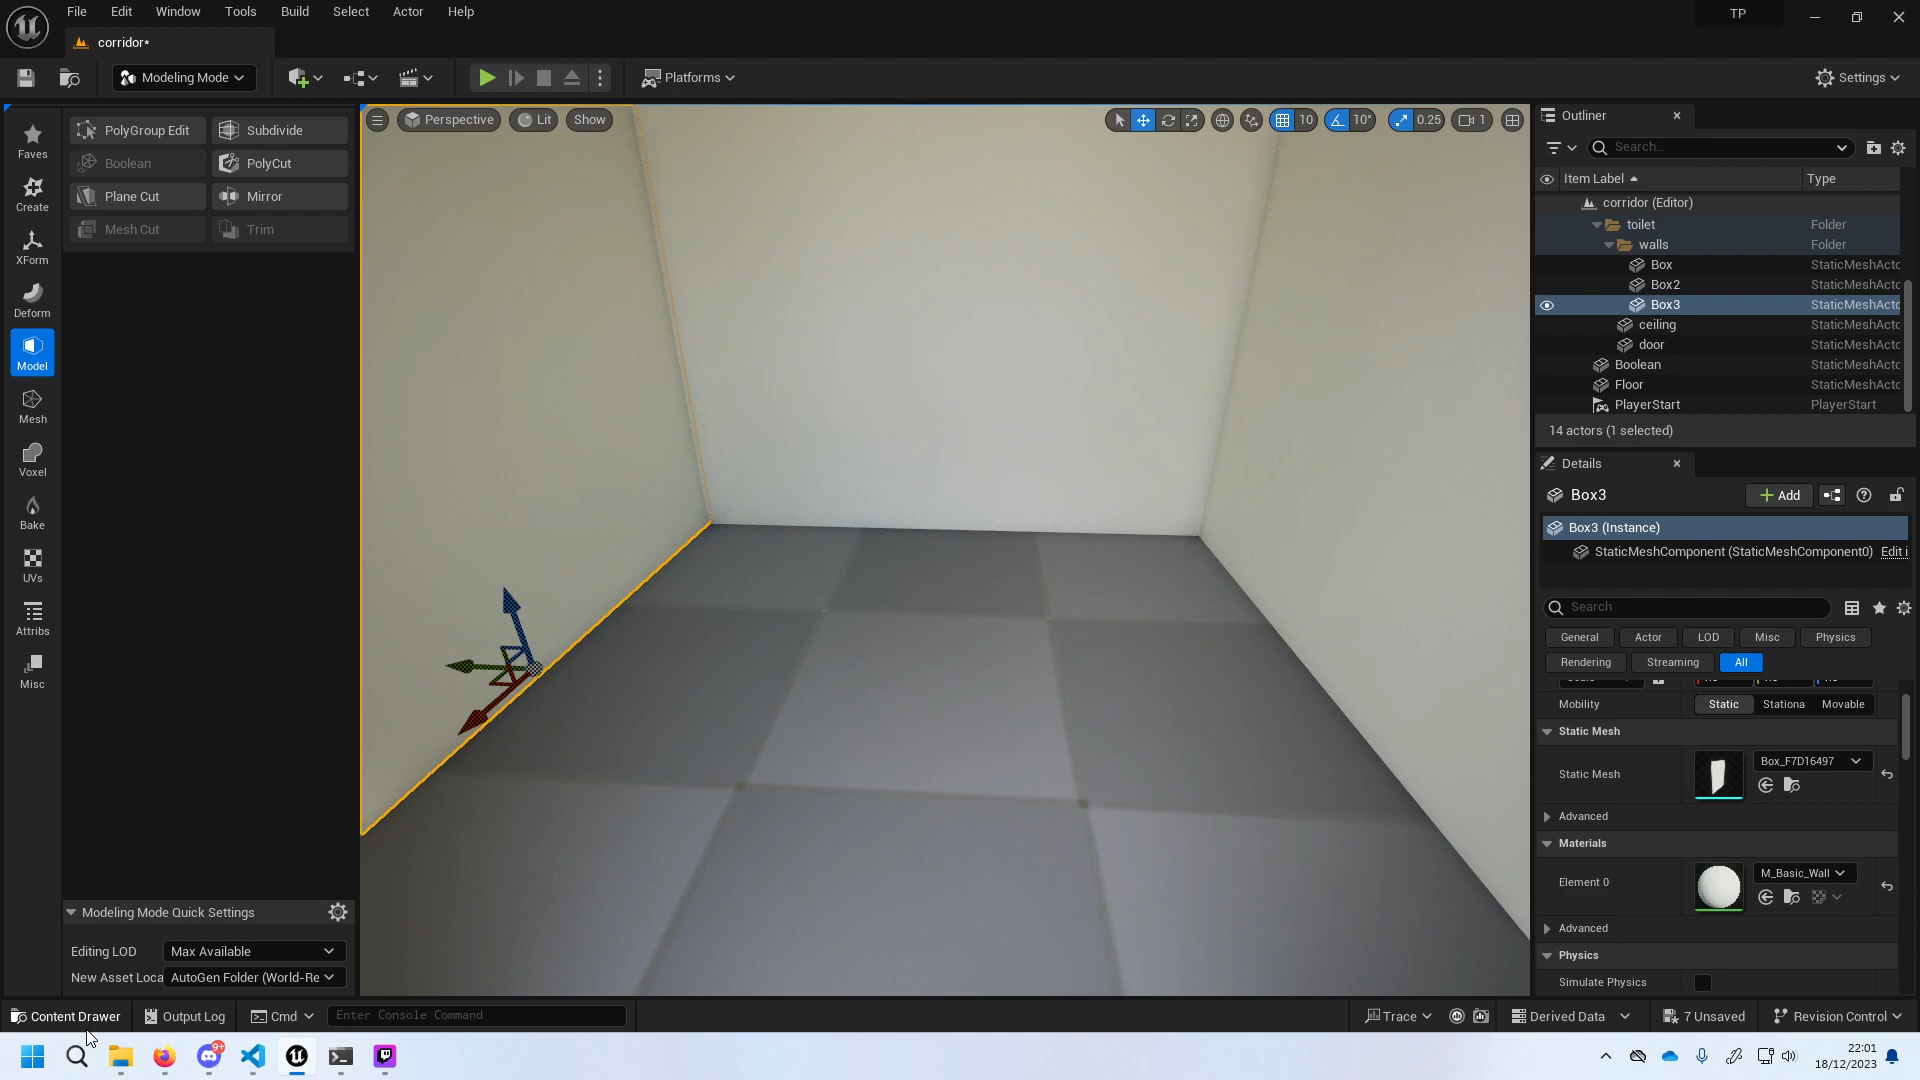 File Edit Window Tools Build Select Actor Help
TP
corridor*
Modeling Mode
Platforms
Settings
Faves
Create
XForm
Deform
Model
Mesh
Voxel
Bake
UVs
Attribs
Misc
PolyGroup Edit Subdivide
Boolean PolyCut
Plane Cut Mirror
Mesh Cut Trim
Modeling Mode Quick Settings
Editing LOD Max Available
New Asset Loca AutoGen Folder (World-Re
Perspective Lit Show
10 10° 0.25 1
Outliner
Search...
Item Label Type
corridor (Editor)
toilet Folder
walls Folder
Box StaticMeshActo
Box2 StaticMeshActo
Box3 StaticMeshActo
ceiling StaticMeshActo
door StaticMeshActo
Boolean StaticMeshActo
Floor StaticMeshActo
PlayerStart PlayerStart
14 actors (1 selected)
Details
Box3 Add
Box3 (Instance)
StaticMeshComponent (StaticMeshComponent0) Edit i
Search
General Actor LOD Misc Physics
Rendering Streaming All
Mobility Static Stationa Movable
Static Mesh
Static Mesh Box_F7D16497
Advanced
Materials
Element 0 M_Basic_Wall
Advanced
Physics
Simulate Physics
Content Drawer Output Log Cmd Enter Console Command
Trace Derived Data 7 Unsaved Revision Control
9+
22:01
18/12/2023